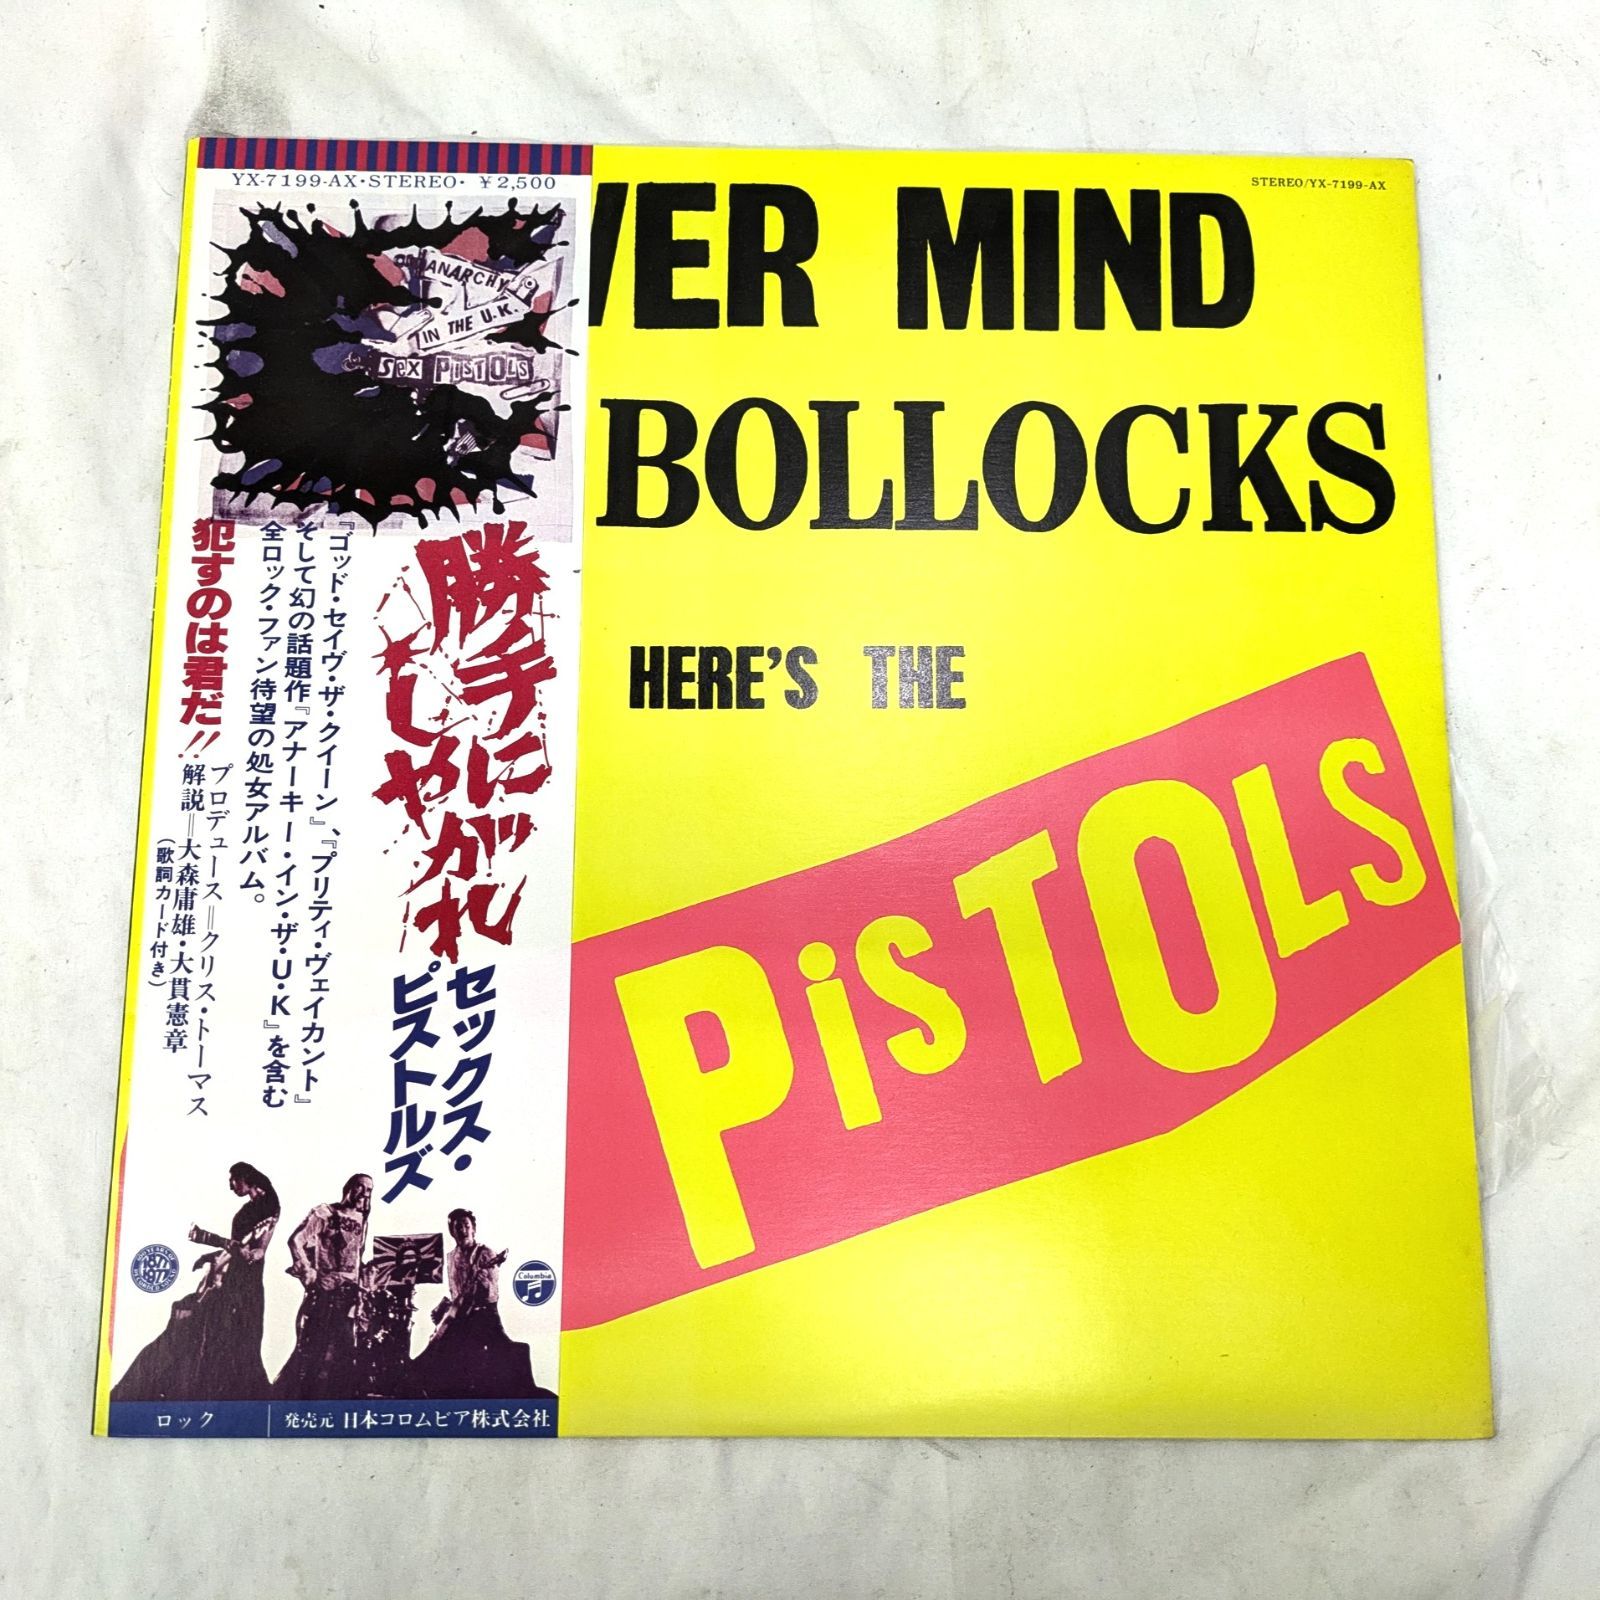 YX-7199-AX・STEREO・ ¥2,500
ANARCHY
IN THE U.K.
SEX PISTOLS
勝手に
しやがれ
セックス・
ピストルズ
『ゴッド・セイヴ・ザ・クイーン』、『プリティ・ヴェイカント』
そして幻の話題作『アナーキー・イン・ザ・U・K』を含む
全ロック・ファン待望の処女アルバム。
犯すのは君だ!!
プロデュース=クリス・トーマス
解説=大森庸雄・大貫憲章
(歌詞カード付き)
100 YEARS OF
RECORDED SOUND
Columbia
ロック
発売元 日本コロムビア株式会社
STEREO/YX-7199-AX
VER MIND
BOLLOCKS
HERE'S THE
PiSTOLS